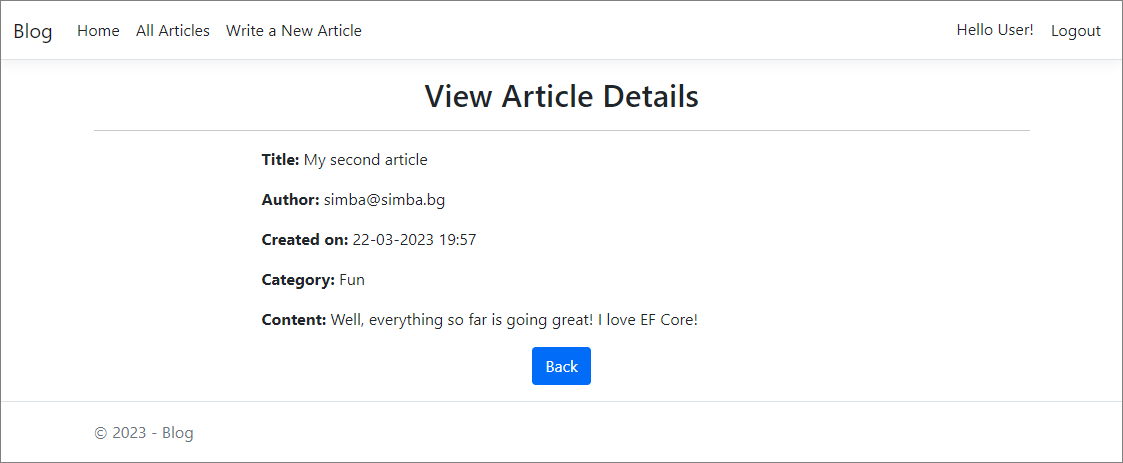 Blog Home All Articles Write a New Article Hello User! Logout
View Article Details
Title: My second article
Author: simba@simba.bg
Created on: 22-03-2023 19:57
Category: Fun
Content: Well, everything so far is going great! I love EF Core!
Back
© 2023 - Blog